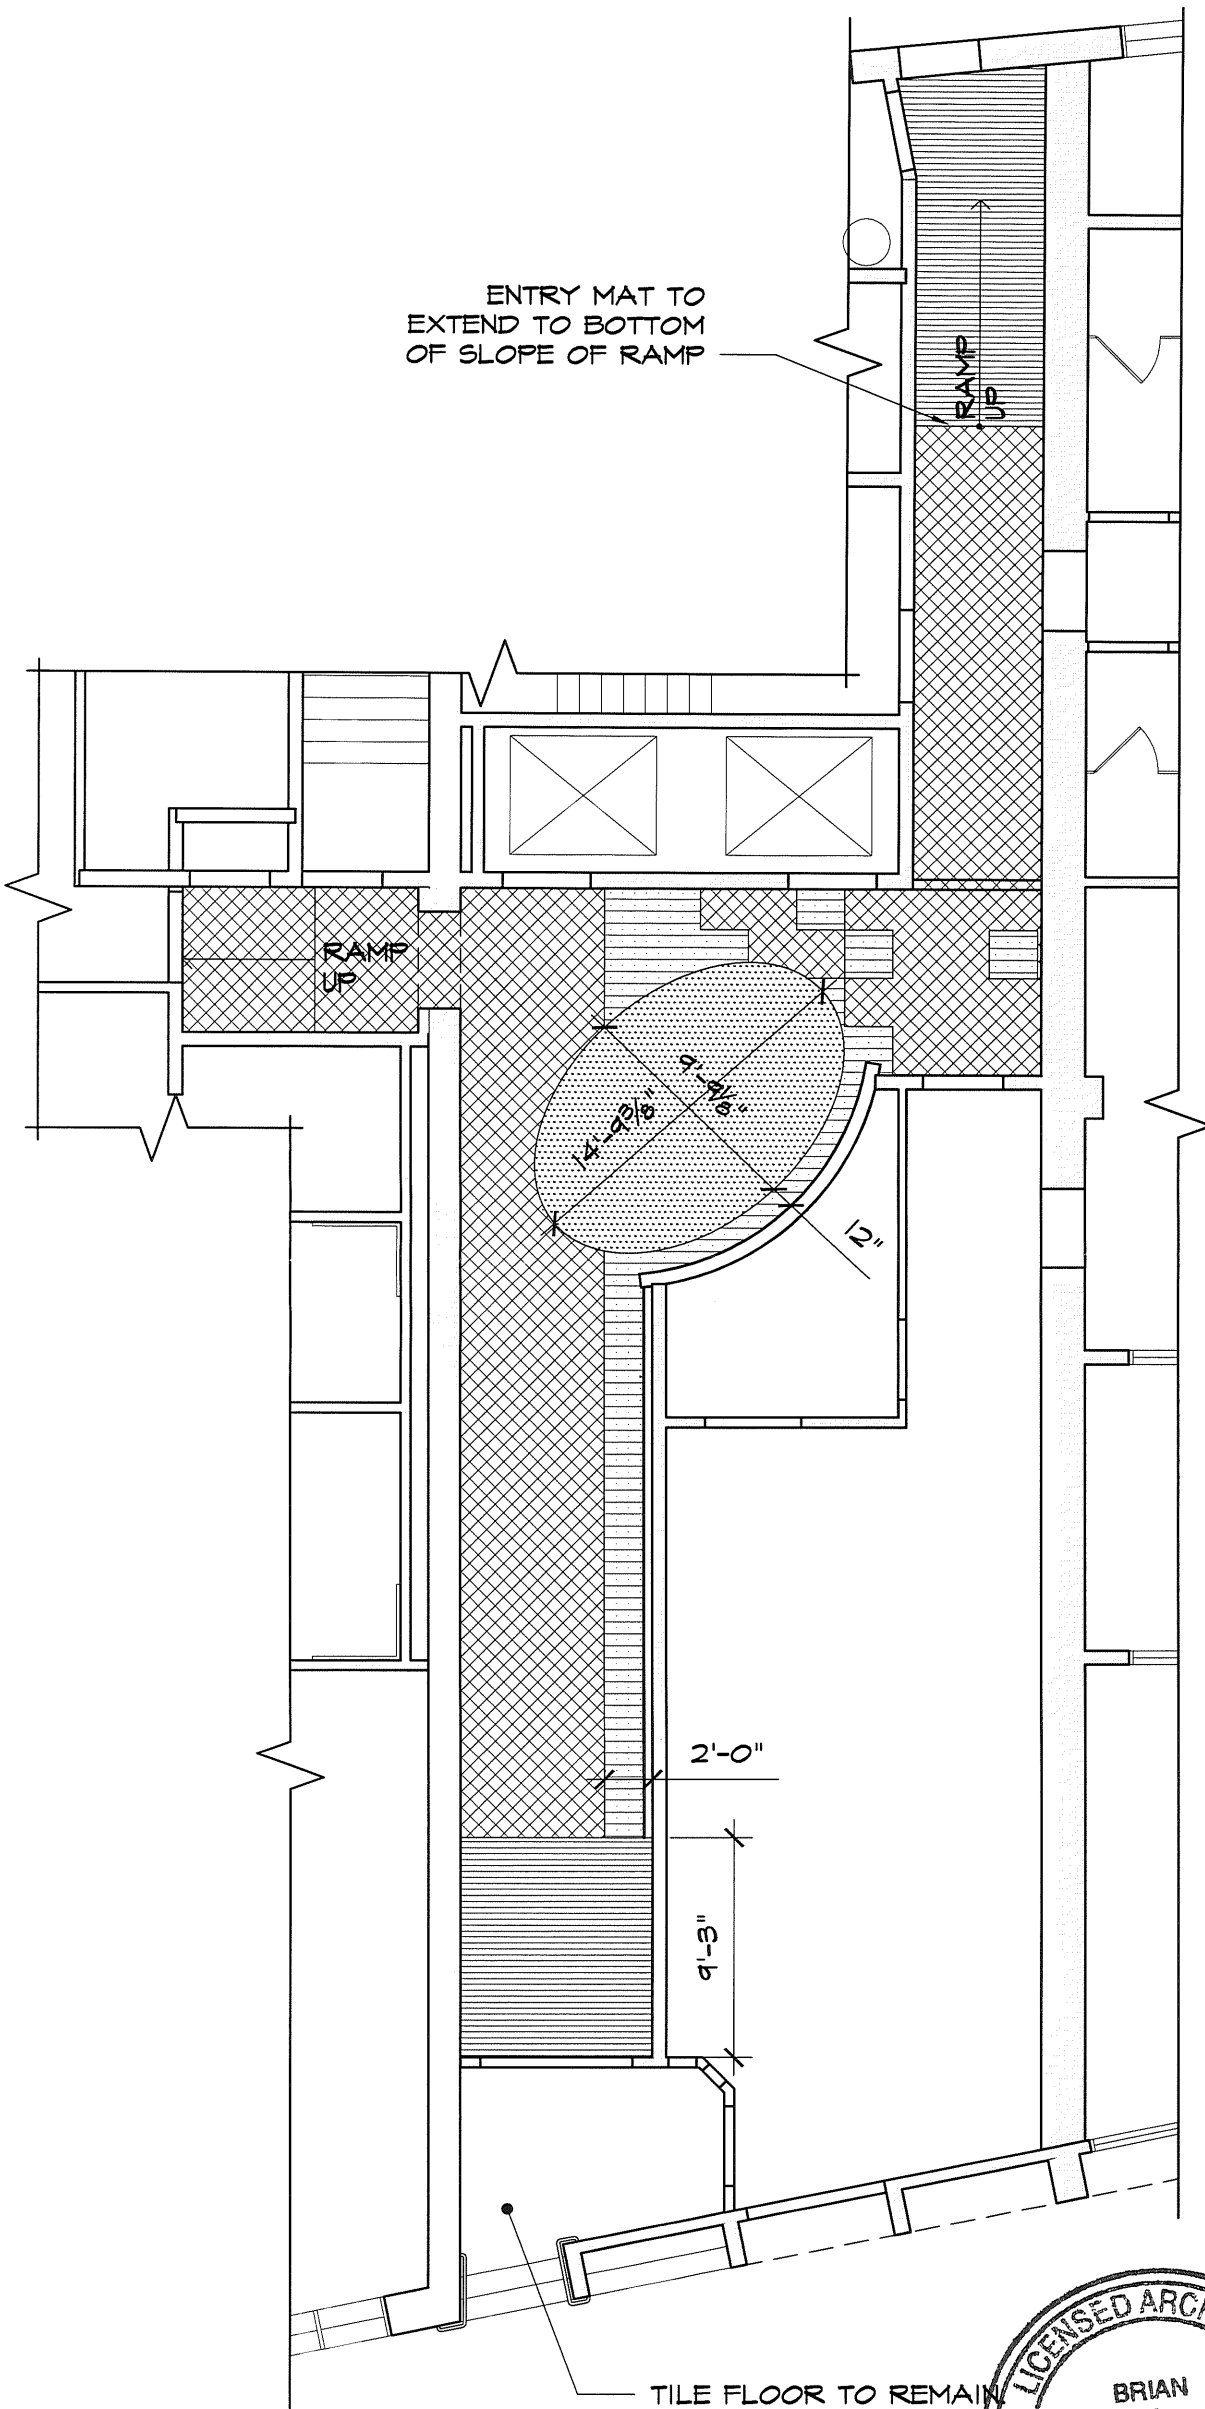 ENTRY MAT TO
EXTEND TO BOTTOM
OF SLOPE OF RAMP
RAMP
UP
RAMP
UP
9'-9⅛"
14'-9⅜"
12"
2'-0"
9'-3"
TILE FLOOR TO REMAIN
LICENSED
BRIAN